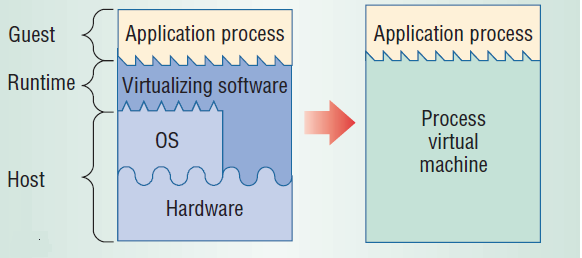 Guest
Application process
Runtime
Virtualizing software
OS
Host
Hardware
Application process
Process
virtual
machine